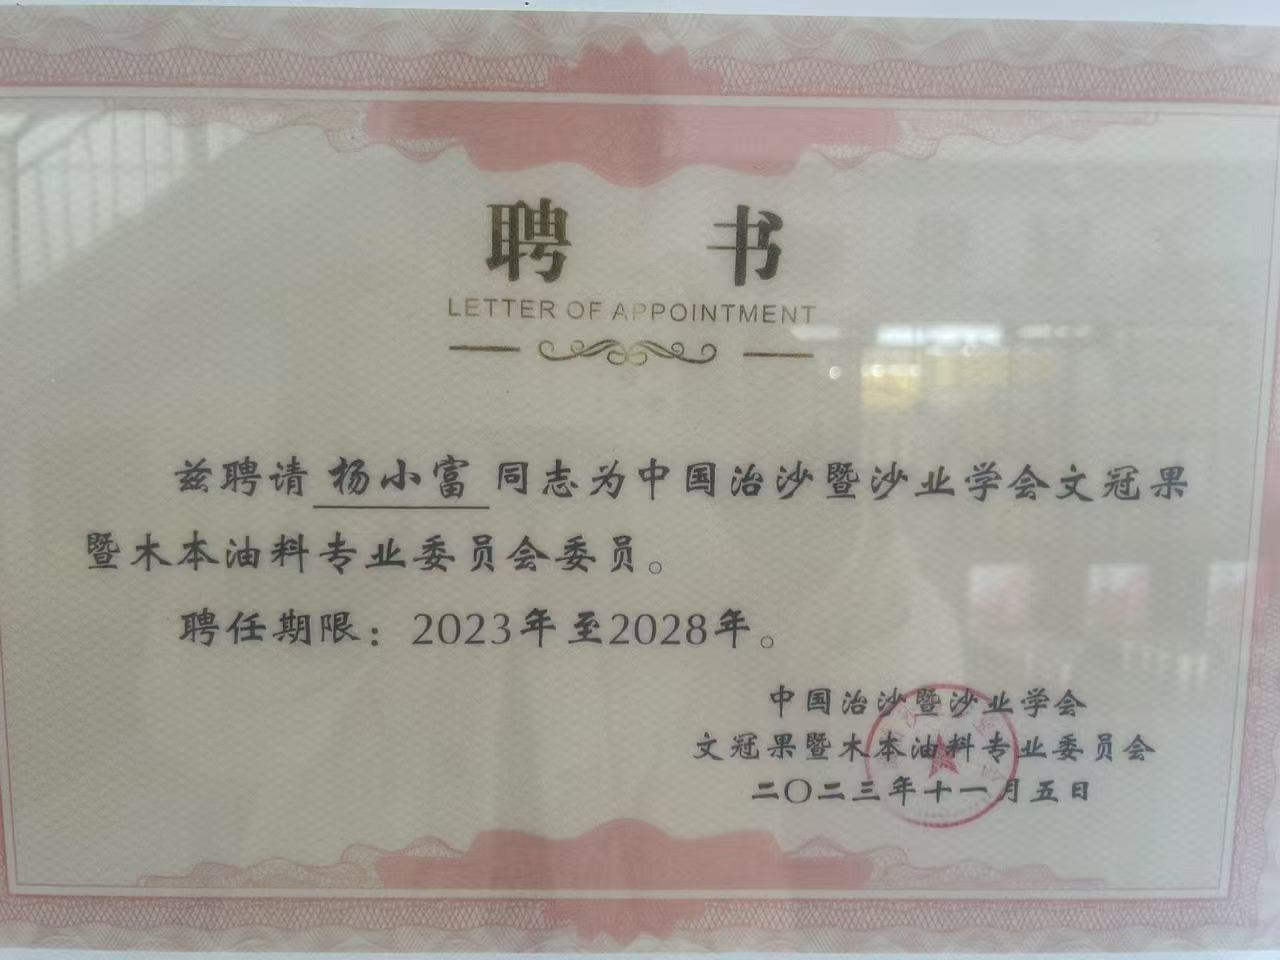 聘 书
LETTER OF APPOINTMENT
兹聘请 杨小富 同志为中国治沙暨沙业学会文冠果
暨木本油料专业委员会委员。
聘任期限：2023年至2028年。
中国治沙暨沙业学会
文冠果暨木本油料专业委员会
二〇二三年十一月五日